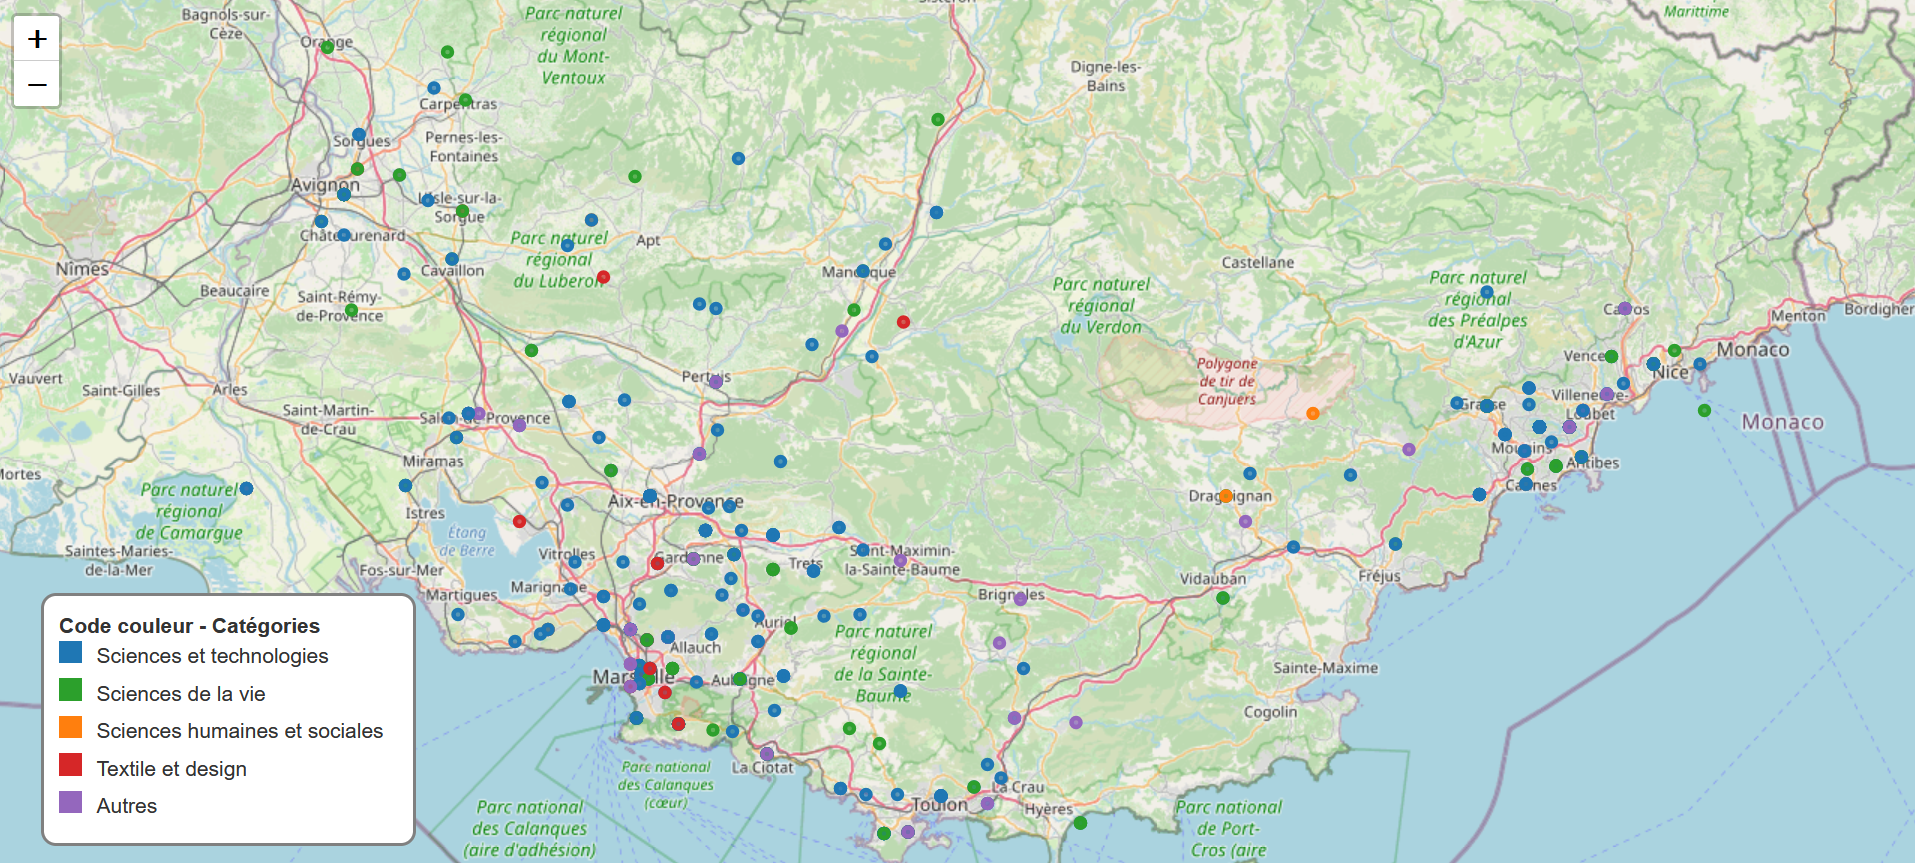 Bagnols-sur-
Cèze
Parc naturel
régional
du Mont-
Ventoux
Sisteron
Marittime
+
−
Orange
Digne-les-
Bains
Carpentras
Sorgues
Pernes-les-
Fontaines
Avignon
L'Isle-sur-la-
Sorgue
Châteaurenard
Parc naturel
régional
du Luberon
Apt
Manosque
Castellane
Nîmes
Cavaillon
Beaucaire
Saint-Rémy-
de-Provence
Parc naturel
régional
du Verdon
Parc naturel
régional
des Préalpes
d'Azur
Carros
Menton
Bordigher
Monaco
Vence
Nice
Polygone
de tir de
Canjuers
Vauvert
Saint-Gilles
Arles
Pertuis
Villeneuve-
Loubet
Grasse
Monaco
Saint-Martin-
de-Crau
Salon-de-Provence
Mougins
Antibes
Cannes
Miramas
Mortes
Parc naturel
régional
de Camargue
Istres
Aix-en-Provence
Draguignan
Étang
de Berre
Saintes-Maries-
de-la-Mer
Fos-sur-Mer
Vitrolles
Gardanne
Trets
Saint-Maximin-
la-Sainte-Baume
Vidauban
Fréjus
Martigues
Marignane
Brignoles
Auriol
Allauch
Parc naturel
régional
de la Sainte-
Baume
Marseille
Aubagne
Sainte-Maxime
Cogolin
La Ciotat
Parc national
des Calanques
(cœur)
La Crau
Toulon
Hyères
Parc national
des Calanques
(aire d'adhésion)
Parc national
de Port-
Cros (aire
Code couleur - Catégories
Sciences et technologies
Sciences de la vie
Sciences humaines et sociales
Textile et design
Autres